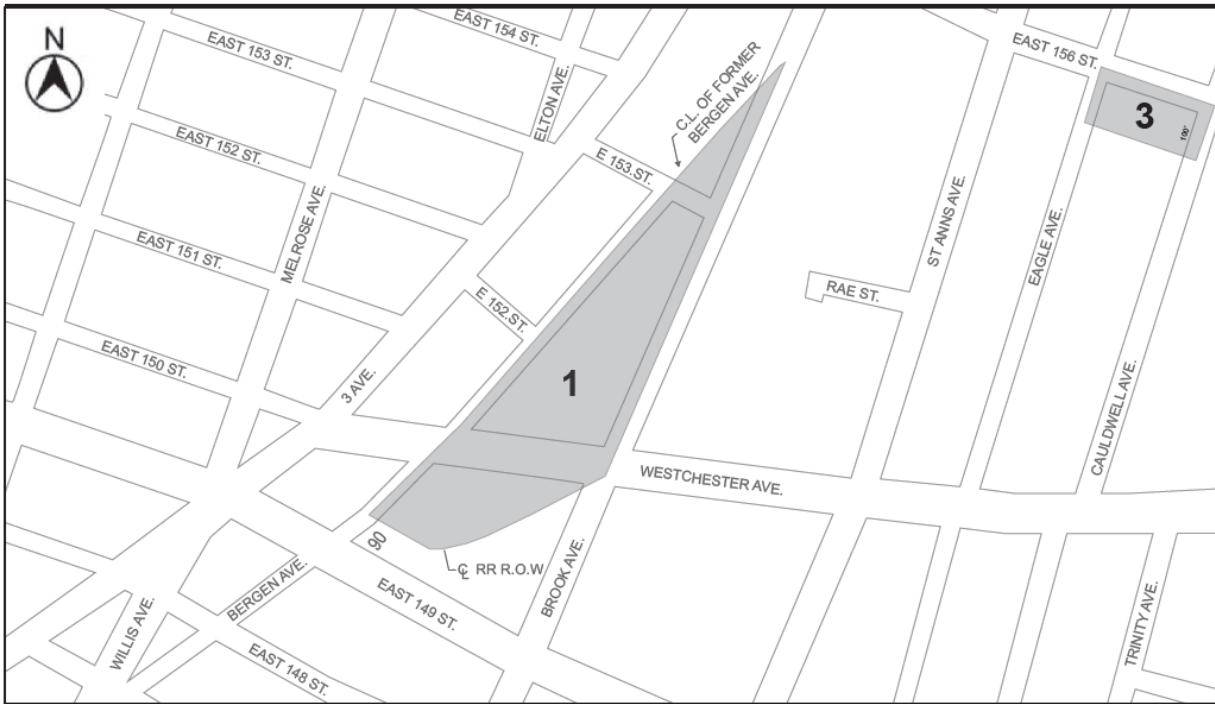 N
EAST 153 ST.
EAST 154 ST.
ELTON AVE.
C.L. OF FORMER
BERGEN AVE.
EAST 156 ST.
3
100'
EAST 152 ST.
E 153.ST.
MELROSE AVE.
ST ANNS AVE.
EAGLE AVE.
EAST 151 ST.
E 152.ST.
RAE ST.
EAST 150 ST.
3 AVE.
1
CAULDWELL AVE.
WESTCHESTER AVE.
90
C L RR R.O.W
BROOK AVE.
BERGEN AVE.
EAST 149 ST.
WILLIS AVE.
EAST 148 ST.
TRINITY AVE.